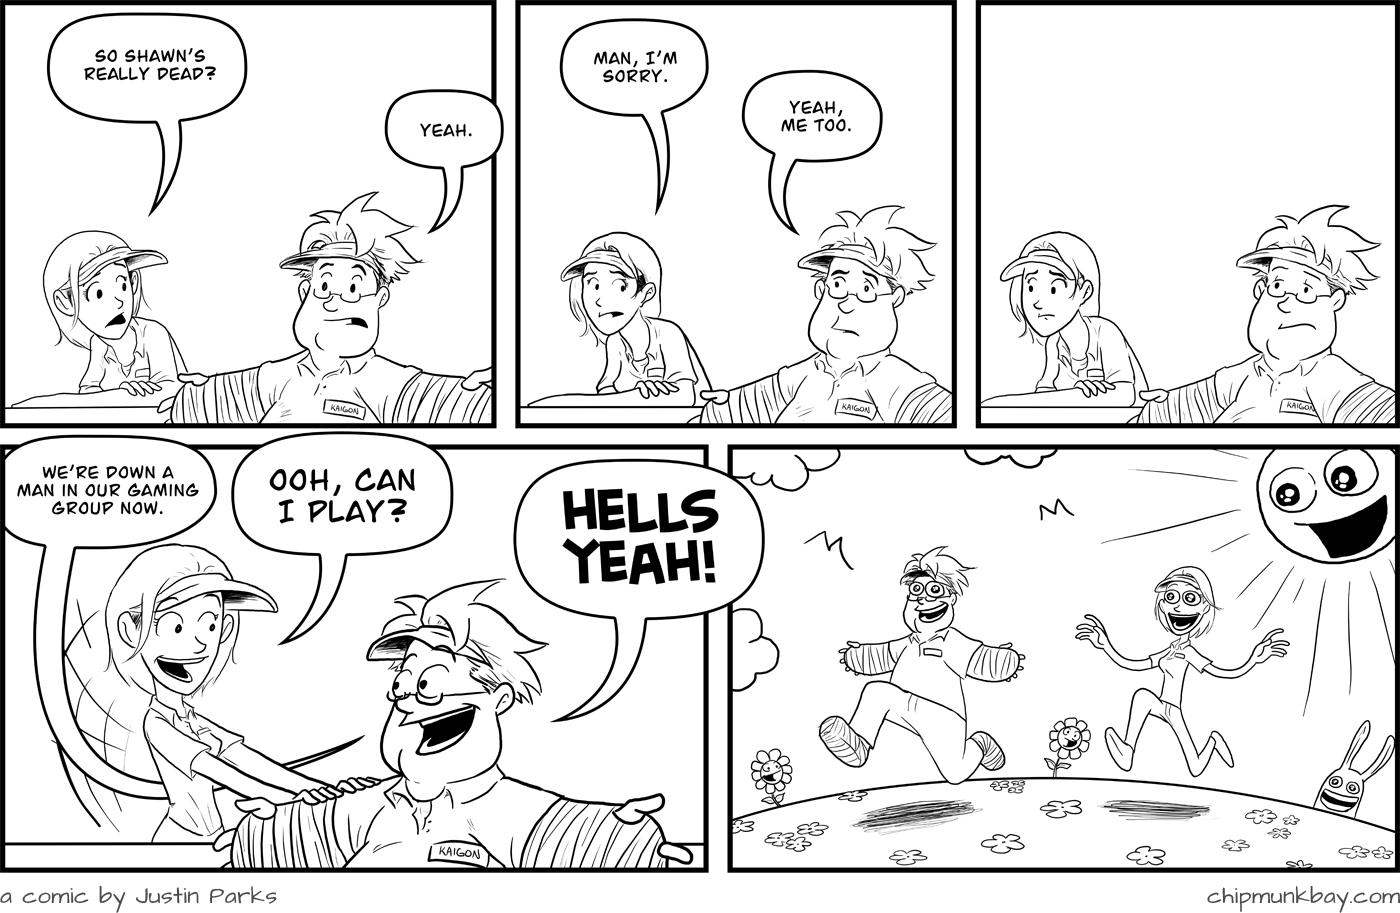 SO SHAWN'S
REALLY DEAD?
YEAH.
KAIGON
MAN, I'M
SORRY.
YEAH,
ME TOO.
KAIGON
KAIGON
WE'RE DOWN A
MAN IN OUR GAMING
GROUP NOW.
OOH, CAN
I PLAY?
HELLS
YEAH!
KAIGON
a comic by Justin Parks
chipmunkbay.com